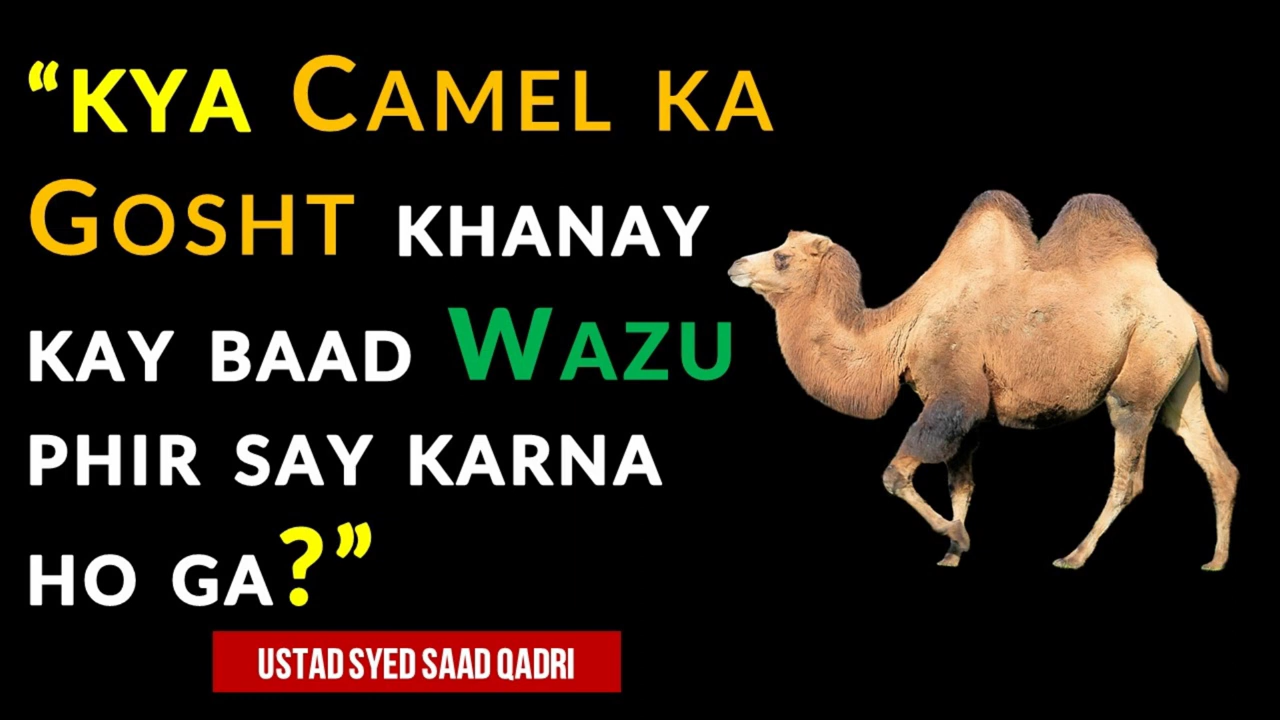 “KYA CAMEL KA
GOSHT KHANAY
KAY BAAD WAZU
PHIR SAY KARNA
HO GA?”
USTAD SYED SAAD QADRI